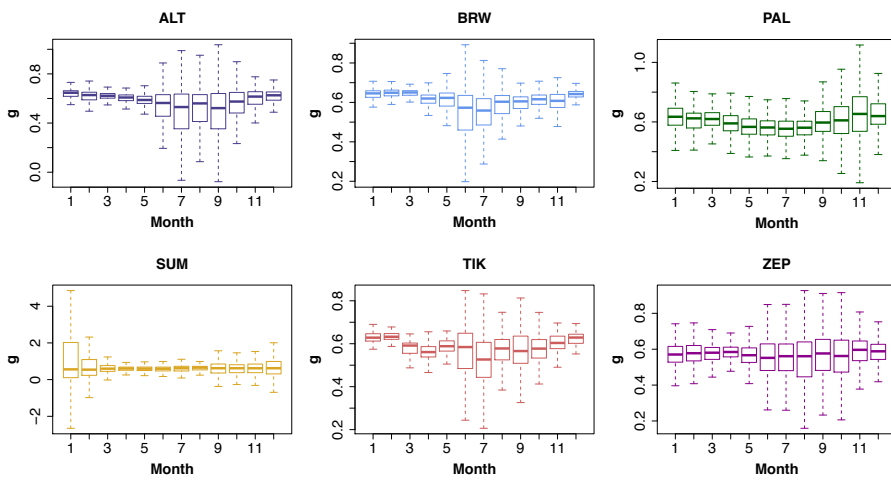 ALT
g
0.0 0.4 0.8
1 3 5 7 9 11
Month
BRW
g
0.2 0.4 0.6 0.8
1 3 5 7 9 11
Month
PAL
g
0.2 0.6 1.0
1 3 5 7 9 11
Month
SUM
g
−2 0 2 4
1 3 5 7 9 11
Month
TIK
g
0.2 0.4 0.6 0.8
1 3 5 7 9 11
Month
ZEP
g
0.2 0.4 0.6 0.8
1 3 5 7 9 11
Month